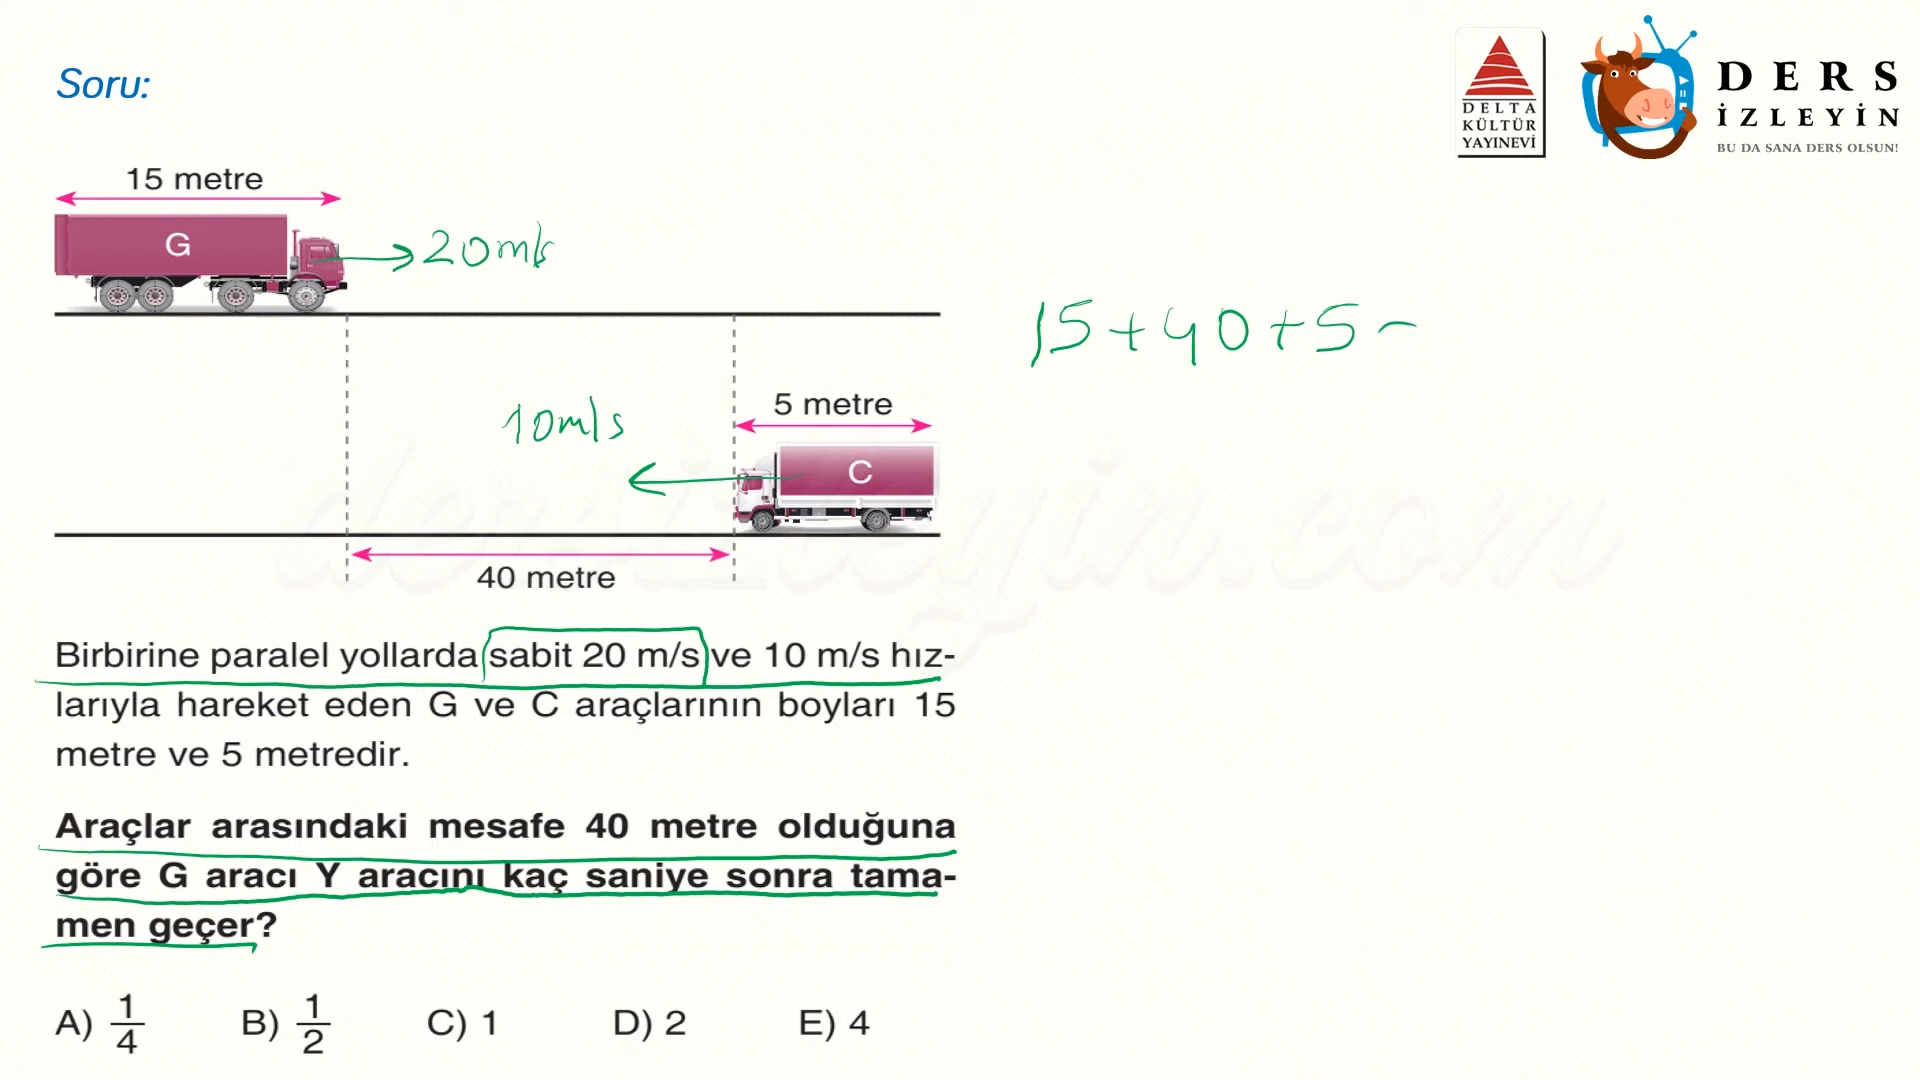 Soru:
DELTA
KÜLTÜR
YAYINEVİ
DERS
İZLEYİN
BU DA SANA DERS OLSUN!
15 metre
G
20m/s
15+40+5=
10m/s
5 metre
C
40 metre
dersizleyin.com
Birbirine paralel yollarda sabit 20 m/s ve 10 m/s hız-
larıyla hareket eden G ve C araçlarının boyları 15
metre ve 5 metredir.
Araçlar arasındaki mesafe 40 metre olduğuna
göre G aracı Y aracını kaç saniye sonra tama-
men geçer?
A) 1/4 B) 1/2 C) 1 D) 2 E) 4